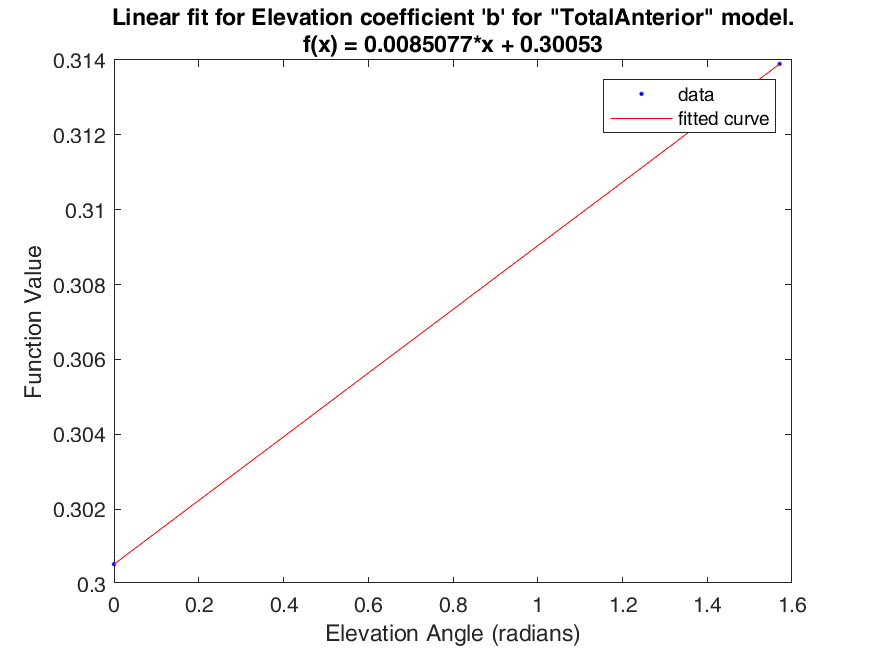 Linear fit for Elevation coefficient 'b' for "TotalAnterior" model.
f(x) = 0.0085077*x + 0.30053
0.314
0.312
0.31
0.308
0.306
0.304
0.302
0.3
Function Value
data
fitted curve
0 0.2 0.4 0.6 0.8 1 1.2 1.4 1.6
Elevation Angle (radians)